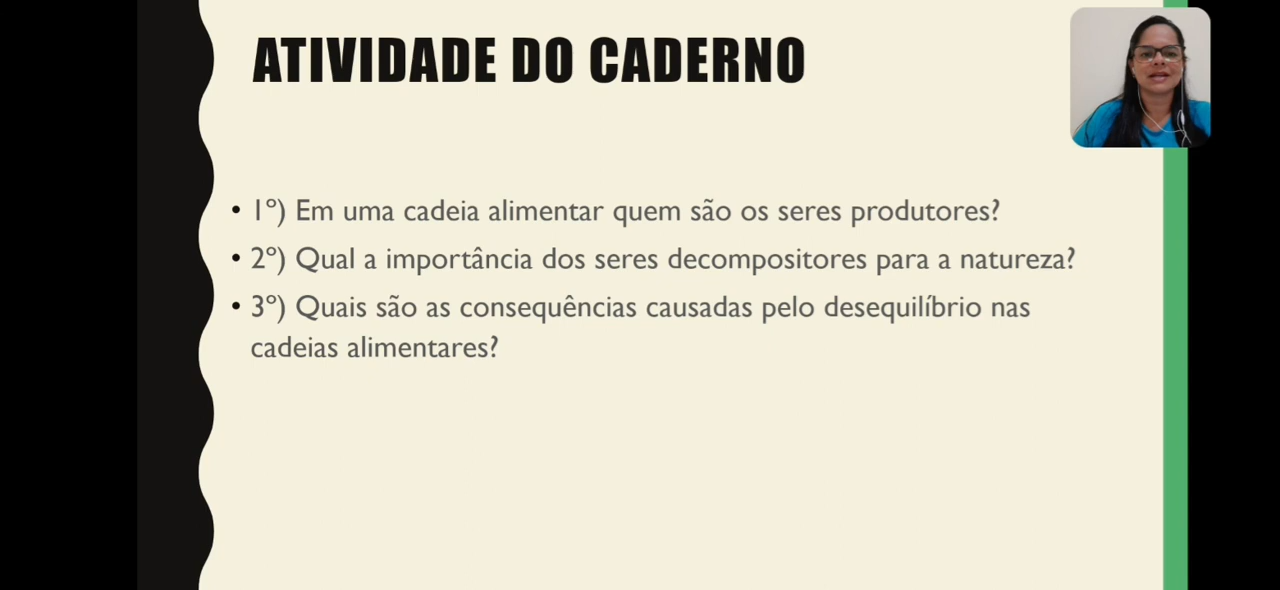 ATIVIDADE DO CADERNO
• 1º) Em uma cadeia alimentar quem são os seres produtores?
• 2º) Qual a importância dos seres decompositores para a natureza?
• 3º) Quais são as consequências causadas pelo desequilíbrio nas
cadeias alimentares?